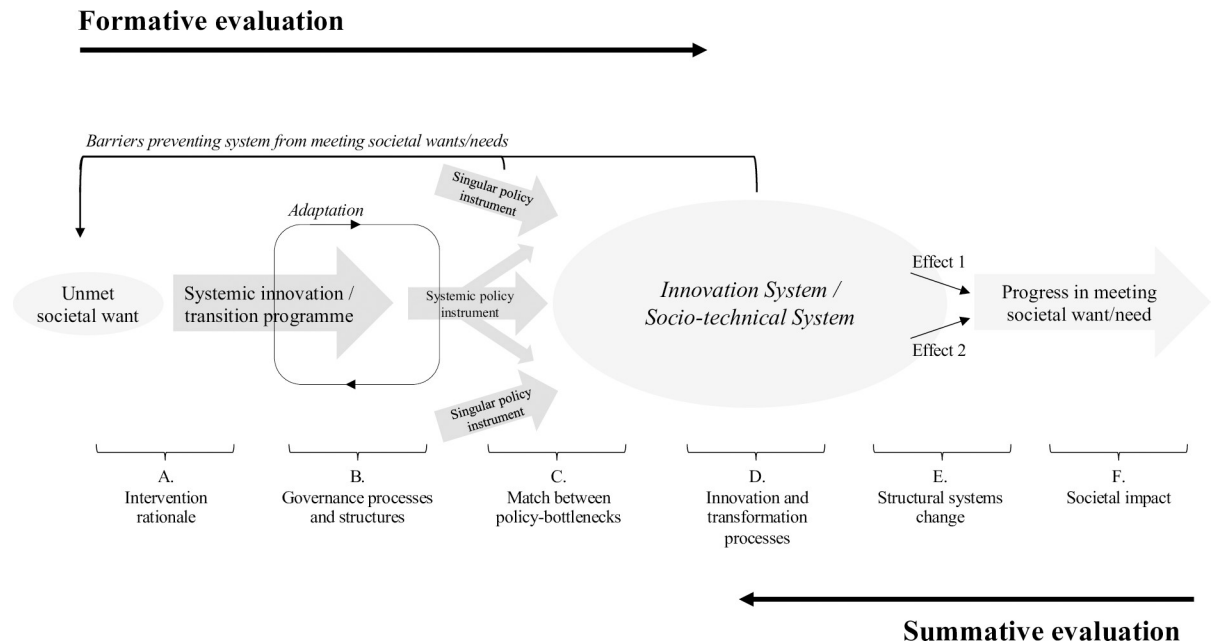 Formative evaluation
Barriers preventing system from meeting societal wants/needs
Singular policy
instrument
Adaptation
Unmet
societal want
Systemic innovation /
transition programme
Systemic policy
instrument
Innovation System /
Socio-technical System
Effect 1
Effect 2
Progress in meeting
societal want/need
Singular policy
instrument
A.
Intervention
rationale
B.
Governance processes
and structures
C.
Match between
policy-bottlenecks
D.
Innovation and
transformation
processes
E.
Structural systems
change
F.
Societal impact
Summative evaluation